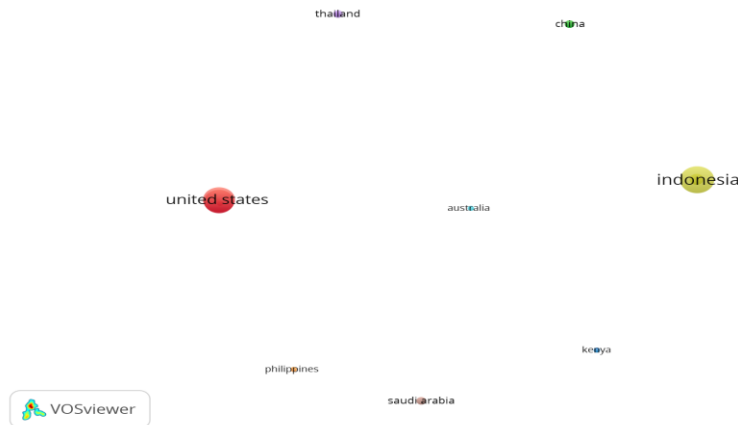 thailand
china
indonesia
united states
australia
kenya
philippines
saudi arabia
VOSviewer